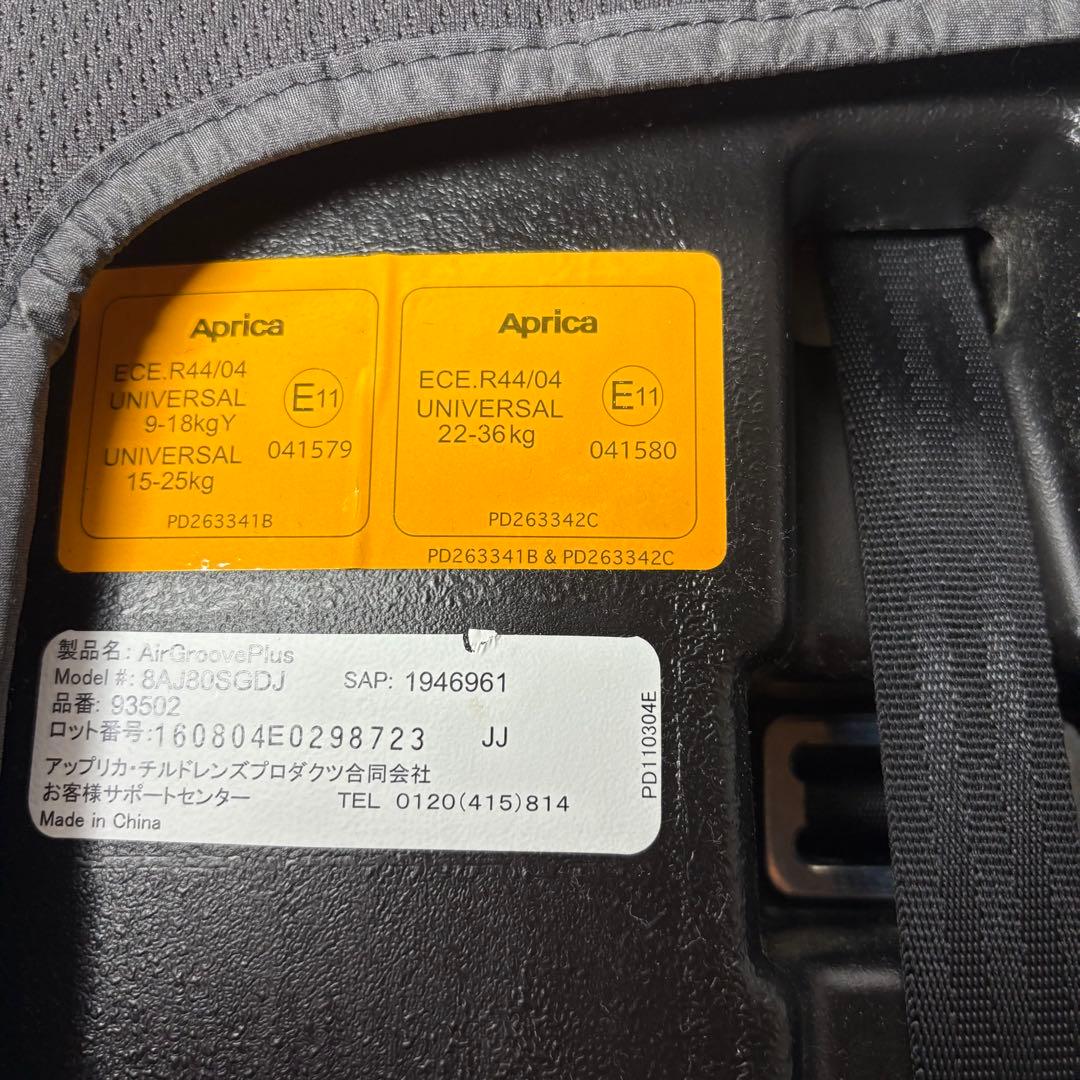 Aprica
ECE.R44/04
UNIVERSAL
9-18kgY
E11
UNIVERSAL
15-25kg
041579
PD263341B
Aprica
ECE.R44/04
UNIVERSAL
22-36kg
E11
041580
PD263342C
PD263341B & PD263342C
製品名: AirGroovePlus
Model #: 8AJ80SGDJ SAP: 1946961
品番: 93502
ロット番号:160804E0298723 JJ
アップリカ・チルドレンズプロダクツ合同会社
お客様サポートセンター TEL 0120(415)814
Made in China
PD110304E